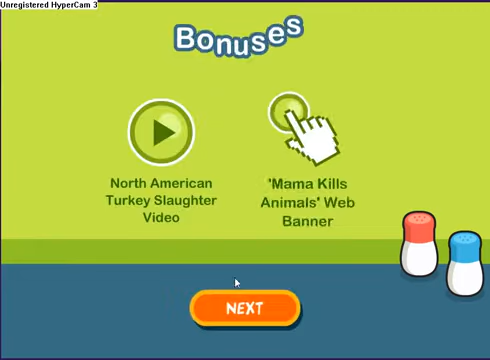 Unregistered HyperCam 3
Bonuses
North American
Turkey Slaughter
Video
'Mama Kills
Animals' Web
Banner
NEXT